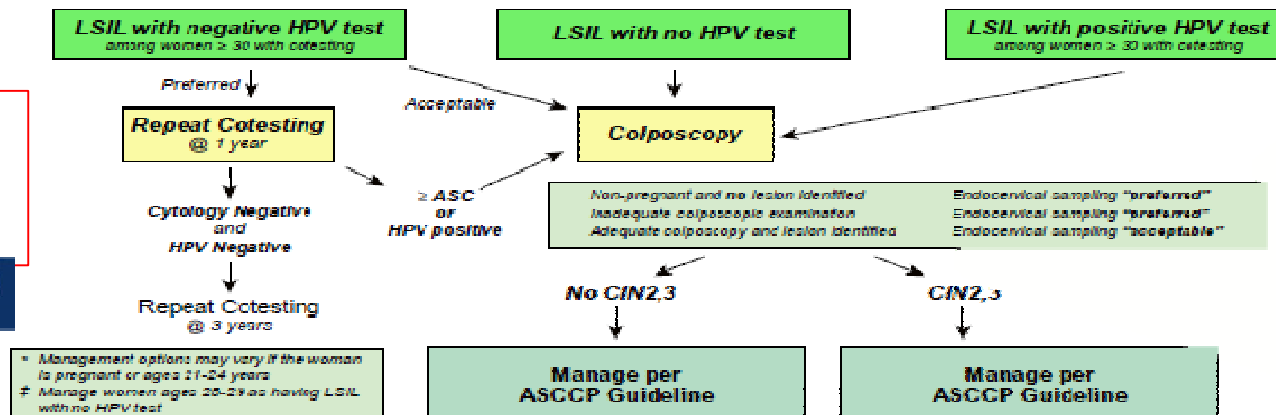 LSIL with negative HPV test
among women ≥ 30 with cotesting
LSIL with no HPV test
LSIL with positive HPV test
among women ≥ 30 with cotesting
Preferred
Acceptable
Repeat Cotesting
@ 1 year
Colposcopy
≥ ASC
or
HPV positive
Cytology Negative
and
HPV Negative
Non-pregnant and no lesion identified Endocervical sampling "preferred"
Inadequate colposcopic examination Endocervical sampling "preferred"
Adequate colposcopy and lesion identified Endocervical sampling "acceptable"
Repeat Cotesting
@ 3 years
No CIN2,3
CIN2,3
* Management options may vary if the woman
is pregnant or ages 21-24 years
‡ Manage women ages 25-29 as having LSIL
with no HPV test
Manage per
ASCCP Guideline
Manage per
ASCCP Guideline